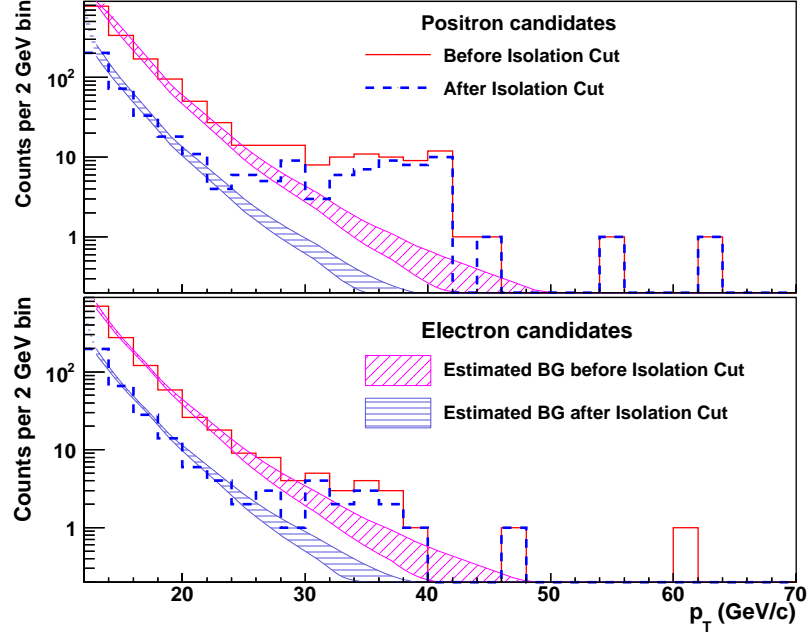 Positron candidates
Before Isolation Cut
After Isolation Cut
Counts per 2 GeV bin
10²
10
1
Electron candidates
Estimated BG before Isolation Cut
Estimated BG after Isolation Cut
Counts per 2 GeV bin
10²
10
1
20 30 40 50 60 70
p_T (GeV/c)